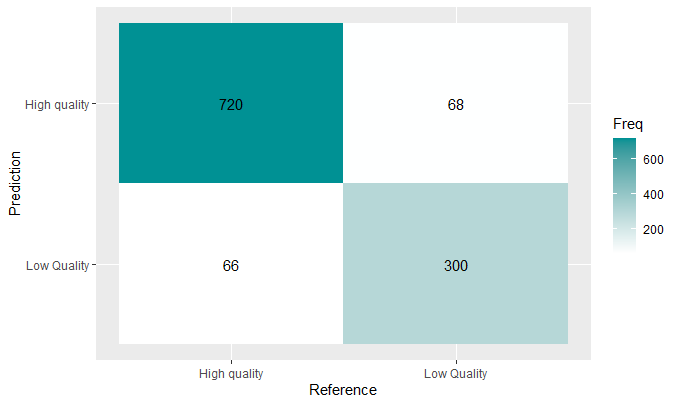 High quality
Low Quality
Prediction
720
68
66
300
High quality
Low Quality
Reference
Freq
600
400
200